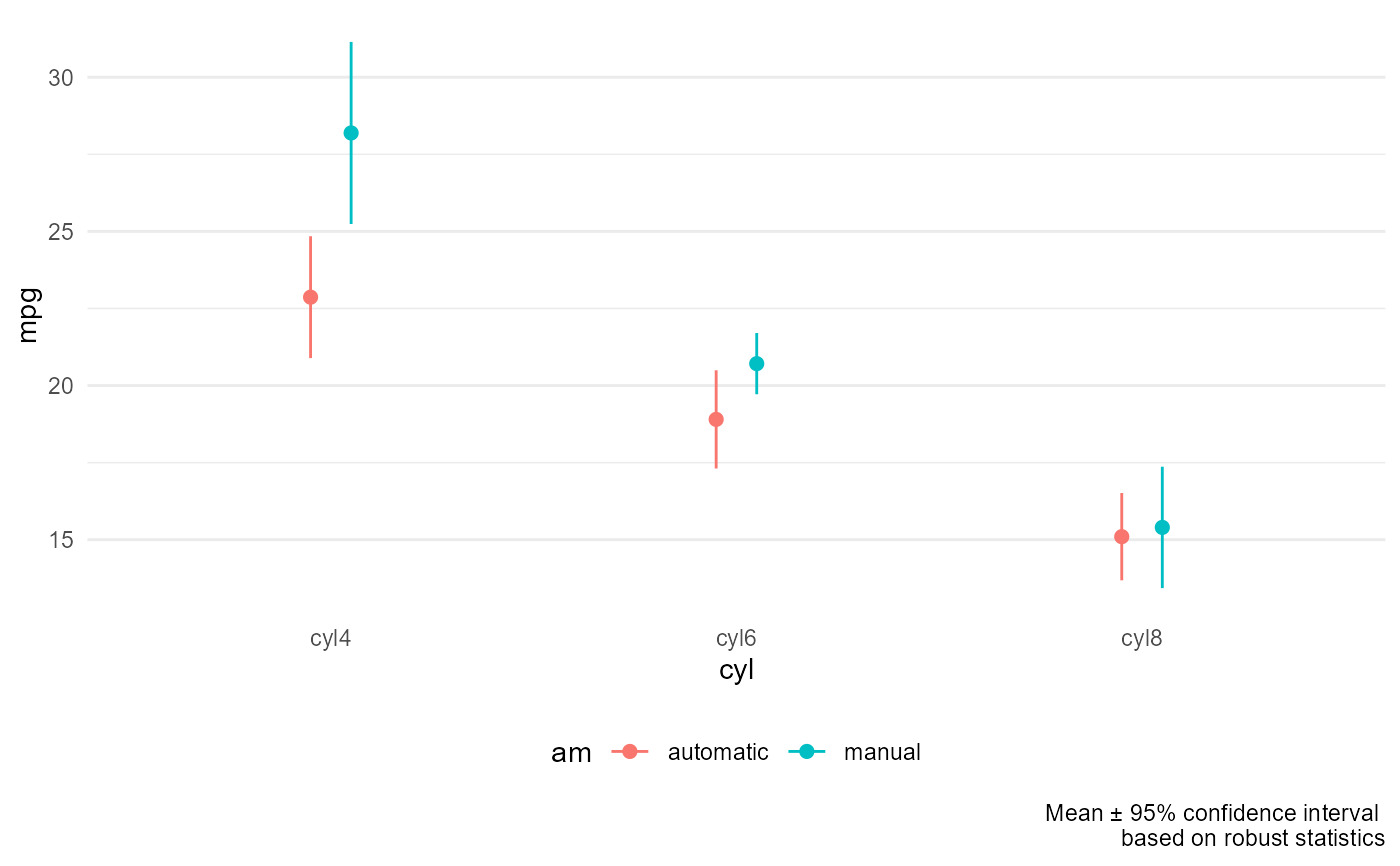 30
25
20
15
mpg
cyl4 cyl6 cyl8
cyl
am automatic manual
Mean ± 95% confidence interval
based on robust statistics